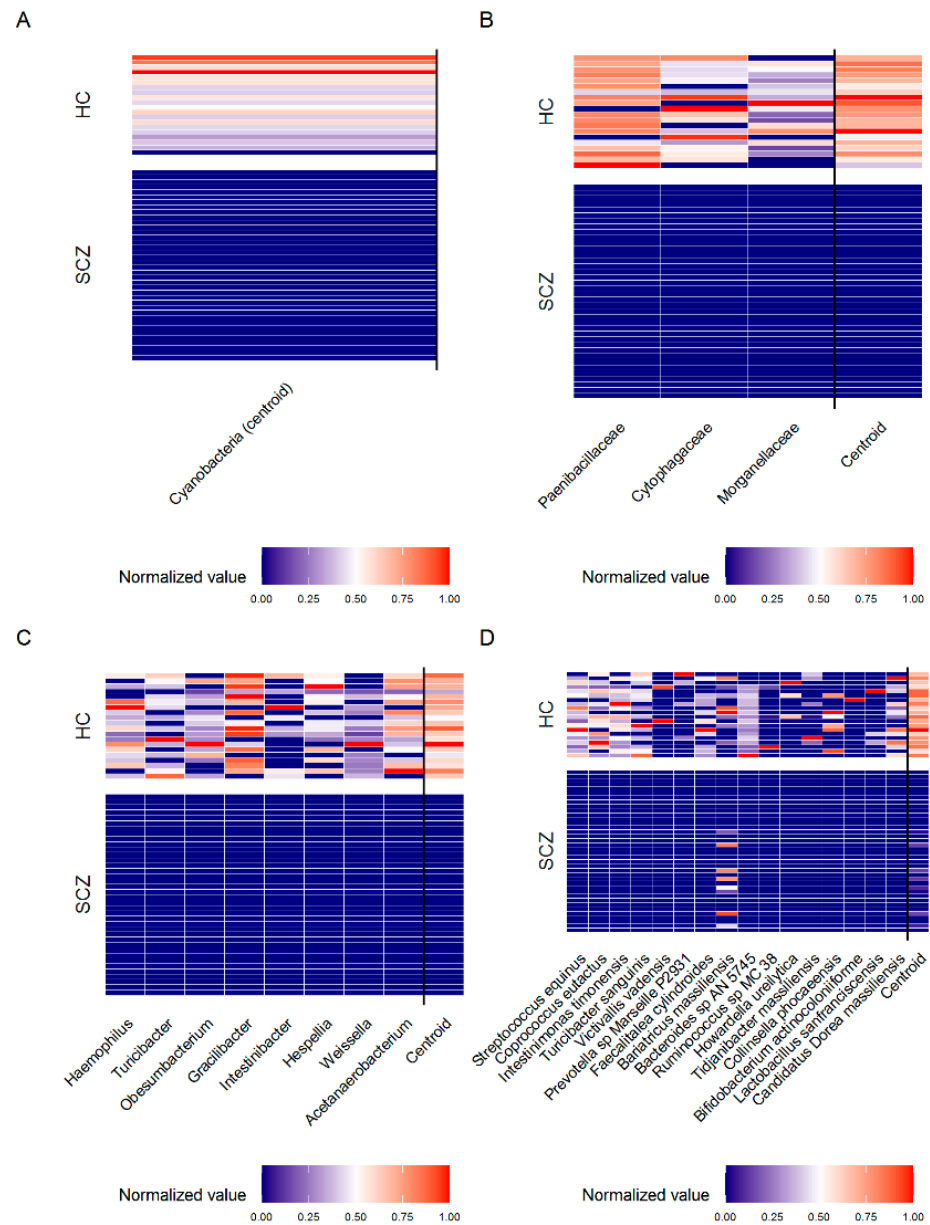 A
HC
SCZ
Cyanobacteria (centroid)
Normalized value
0.00 0.25 0.50 0.75 1.00
B
HC
SCZ
Paenibacillaceae
Cytophagaceae
Morganellaceae
Centroid
Normalized value
0.00 0.25 0.50 0.75 1.00
C
HC
SCZ
Haemophilus
Turicibacter
Obesumbacterium
Gracilibacter
Intestinibacter
Hespellia
Weissella
Acetanaerobacterium
Centroid
Normalized value
0.00 0.25 0.50 0.75 1.00
D
HC
SCZ
Streptococcus equinus
Coprococcus eutactus
Intestinimonas timonensis
Turicibacter sanguinis
Victivallis vadensis
Prevotella sp Marseille P2931
Faecalitalea cylindroides
Bariatricus massiliensis
Bacteroides sp AN 5745
Ruminococcus sp MC 38
Howardella urealytica
Tidjanibacter massiliensis
Collinsella phocaeensis
Bifidobacterium actinocoloniiforme
Lactobacillus sanfranciscensis
Candidatus Dorea massiliensis
Centroid
Normalized value
0.00 0.25 0.50 0.75 1.00